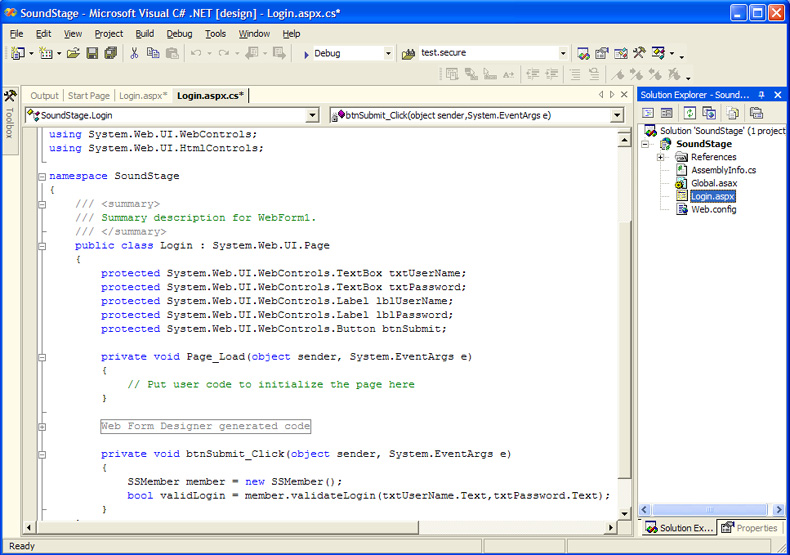 SoundStage - Microsoft Visual C# .NET [design] - Login.aspx.cs*
File Edit View Project Build Debug Tools Window Help
Debug test.secure
Output Start Page Login.aspx* Login.aspx.cs*
SoundStage.Login btnSubmit_Click(object sender,System.EventArgs e)
Toolbox
using System.Web.UI.WebControls;
using System.Web.UI.HtmlControls;
namespace SoundStage
{
/// <summary>
/// Summary description for WebForm1.
/// </summary>
public class Login : System.Web.UI.Page
{
protected System.Web.UI.WebControls.TextBox txtUserName;
protected System.Web.UI.WebControls.TextBox txtPassword;
protected System.Web.UI.WebControls.Label lblUserName;
protected System.Web.UI.WebControls.Label lblPassword;
protected System.Web.UI.WebControls.Button btnSubmit;
private void Page_Load(object sender, System.EventArgs e)
{
// Put user code to initialize the page here
}
Web Form Designer generated code
private void btnSubmit_Click(object sender, System.EventArgs e)
{
SSMember member = new SSMember();
bool validLogin = member.validateLogin(txtUserName.Text,txtPassword.Text);
}
Solution Explorer - Soun...
Solution 'SoundStage' (1 project
SoundStage
References
AssemblyInfo.cs
Global.asax
Login.aspx
Web.config
Solution Ex... Properties
Ready